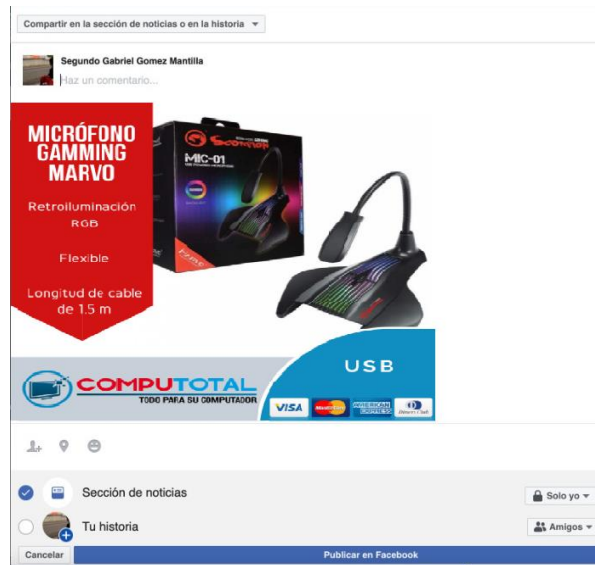 Compartir en la sección de noticias o en la historia
Segundo Gabriel Gomez Mantilla
Haz un comentario...
MICRÓFONO
GAMMING
MARVO
Retroiluminación
RGB
Flexible
Longitud de cable
de 1.5 m
Scorpion
MIC-01
USB
COMPUTOTAL
TODO PARA SU COMPUTADOR
VISA
MasterCard
AMERICAN
EXPRESS
Sección de noticias
Solo yo
Tu historia
Amigos
Cancelar
Publicar en Facebook